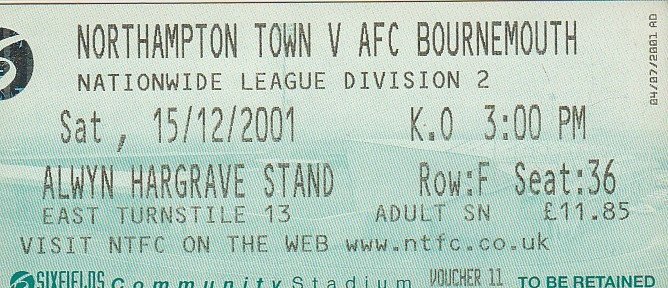 NORTHAMPTON TOWN V AFC BOURNEMOUTH
NATIONWIDE LEAGUE DIVISION 2
Sat, 15/12/2001 K.O 3:00 PM
ALWYN HARGRAVE STAND Row:F Seat:36
EAST TURNSTILE 13 ADULT SN £11.85
VISIT NTFC ON THE WEB www.ntfc.co.uk
SIXFIELDS Community Stadium VOUCHER 11 TO BE RETAINED
04/07/2001 AD